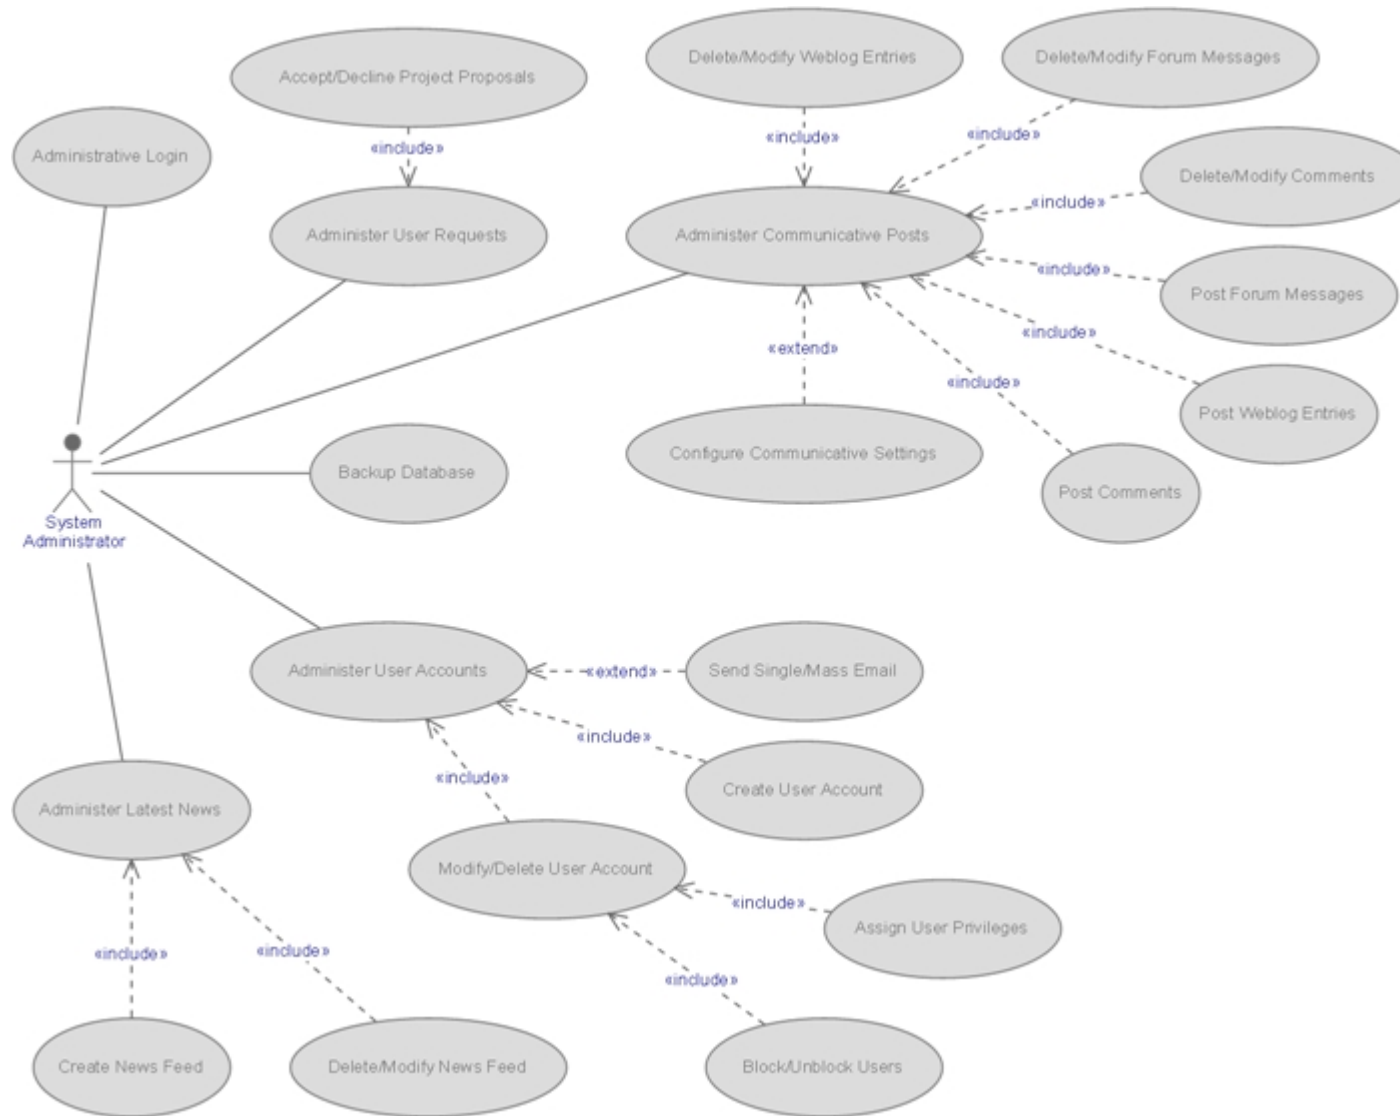 Delete/Modify Weblog Entries
Delete/Modify Forum Messages
Accept/Decline Project Proposals
«include»
«include»
«include»
Administrative Login
Delete/Modify Comments
«include»
Administer User Requests
Administer Communicative Posts
«include»
Post Forum Messages
«include»
«extend»
«include»
Post Weblog Entries
Configure Communicative Settings
Backup Database
Post Comments
System
Administrator
Administer User Accounts
«extend»
Send Single/Mass Email
«include»
«include»
Create User Account
Administer Latest News
Modify/Delete User Account
«include»
Assign User Privileges
«include»
«include»
«include»
Create News Feed
Delete/Modify News Feed
Block/Unblock Users